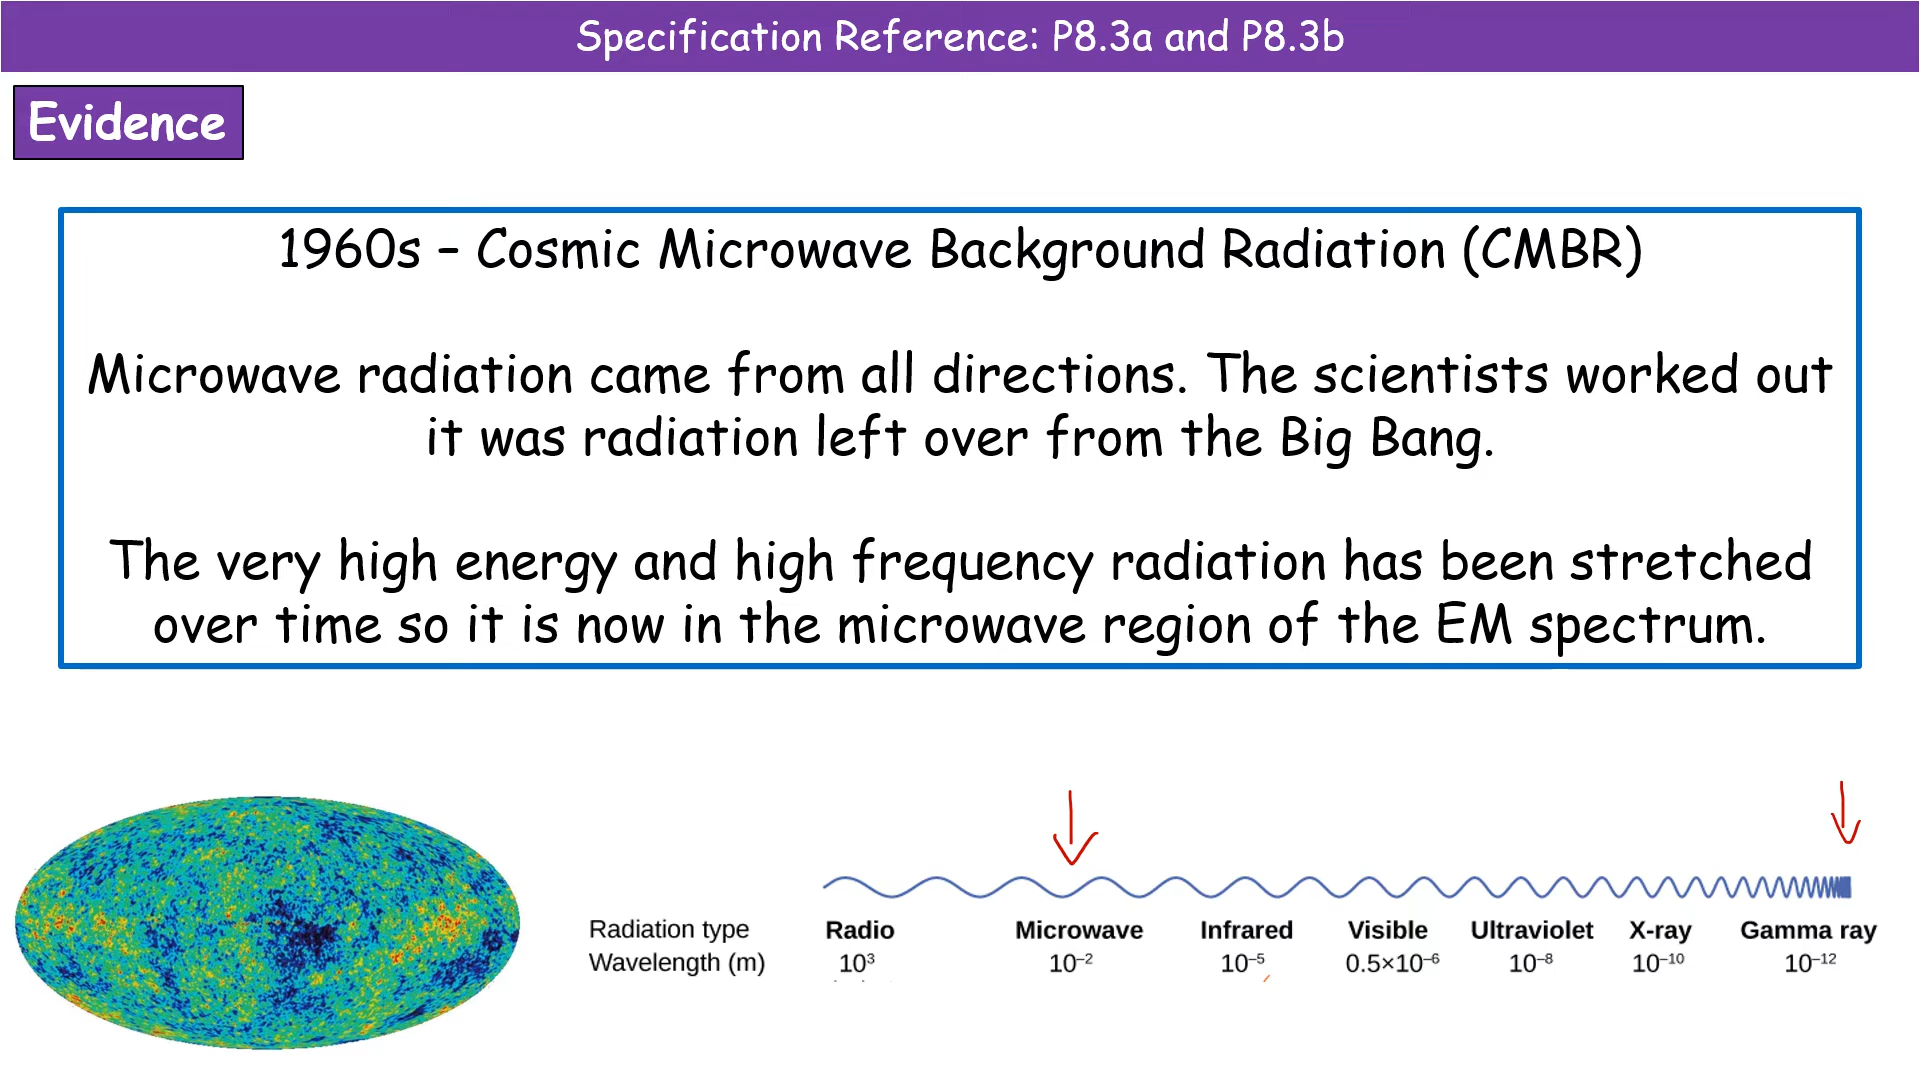 Specification Reference: P8.3a and P8.3b
Evidence
1960s – Cosmic Microwave Background Radiation (CMBR)
Microwave radiation came from all directions. The scientists worked out
it was radiation left over from the Big Bang.
The very high energy and high frequency radiation has been stretched
over time so it is now in the microwave region of the EM spectrum.
Radiation type Radio Microwave Infrared Visible Ultraviolet X-ray Gamma ray
Wavelength (m) 10³ 10⁻² 10⁻⁵ 0.5×10⁻⁶ 10⁻⁸ 10⁻¹⁰ 10⁻¹²